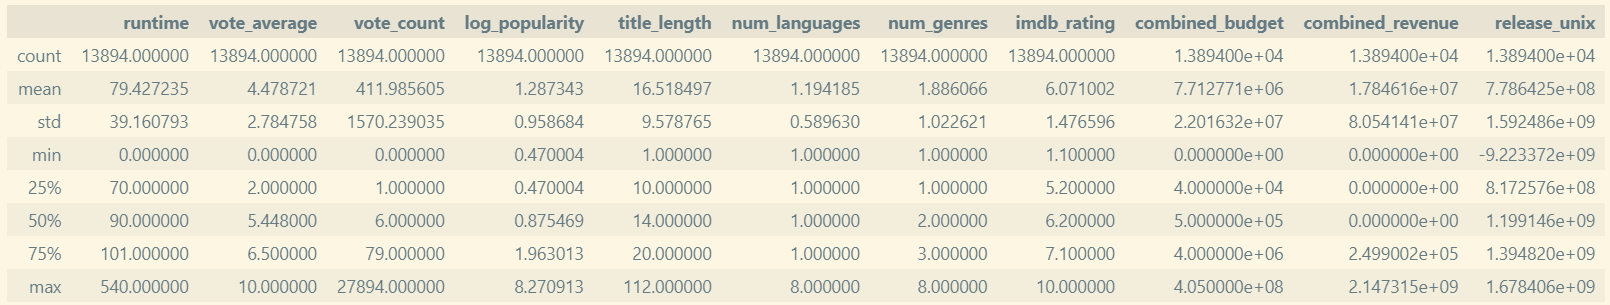 runtime vote_average vote_count log_popularity title_length num_languages num_genres imdb_rating combined_budget combined_revenue release_unix
count 13894.000000 13894.000000 13894.000000 13894.000000 13894.000000 13894.000000 13894.000000 13894.000000 1.389400e+04 1.389400e+04 1.389400e+04
mean 79.427235 4.478721 411.985605 1.287343 16.518497 1.194185 1.886066 6.071002 7.712771e+06 1.784616e+07 7.786425e+08
std 39.160793 2.784758 1570.239035 0.958684 9.578765 0.589630 1.022621 1.476596 2.201632e+07 8.054141e+07 1.592486e+09
min 0.000000 0.000000 0.000000 0.470004 1.000000 1.000000 1.000000 1.100000 0.000000e+00 0.000000e+00 -9.223372e+09
25% 70.000000 2.000000 1.000000 0.470004 10.000000 1.000000 1.000000 5.200000 4.000000e+04 0.000000e+00 8.172576e+08
50% 90.000000 5.448000 6.000000 0.875469 14.000000 1.000000 2.000000 6.200000 5.000000e+05 0.000000e+00 1.199146e+09
75% 101.000000 6.500000 79.000000 1.963013 20.000000 1.000000 3.000000 7.100000 4.000000e+06 2.499002e+05 1.394820e+09
max 540.000000 10.000000 27894.000000 8.270913 112.000000 8.000000 8.000000 10.000000 4.050000e+08 2.147315e+09 1.678406e+09